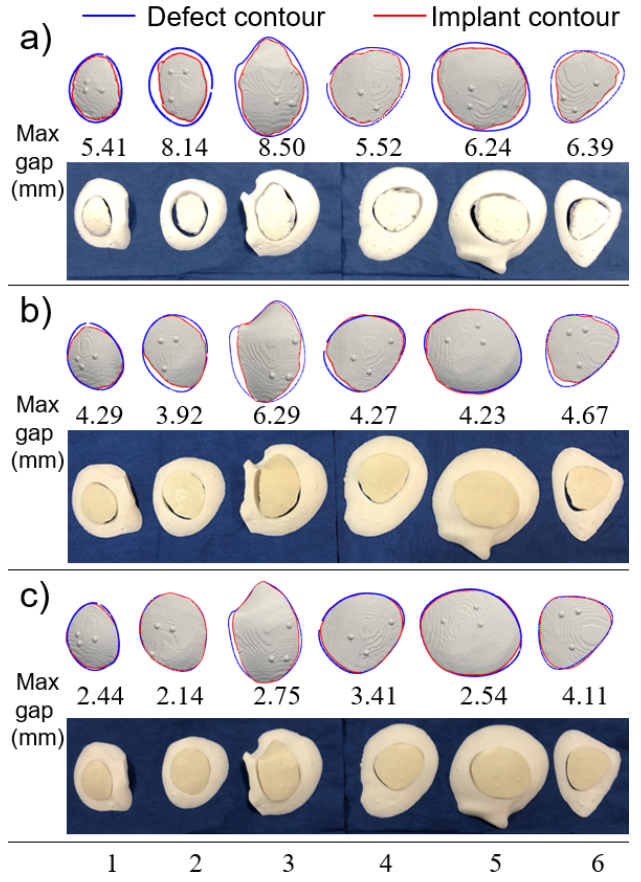 Defect contour Implant contour
a)
Max gap (mm)
5.41 8.14 8.50 5.52 6.24 6.39
b)
Max gap (mm)
4.29 3.92 6.29 4.27 4.23 4.67
c)
Max gap (mm)
2.44 2.14 2.75 3.41 2.54 4.11
1 2 3 4 5 6